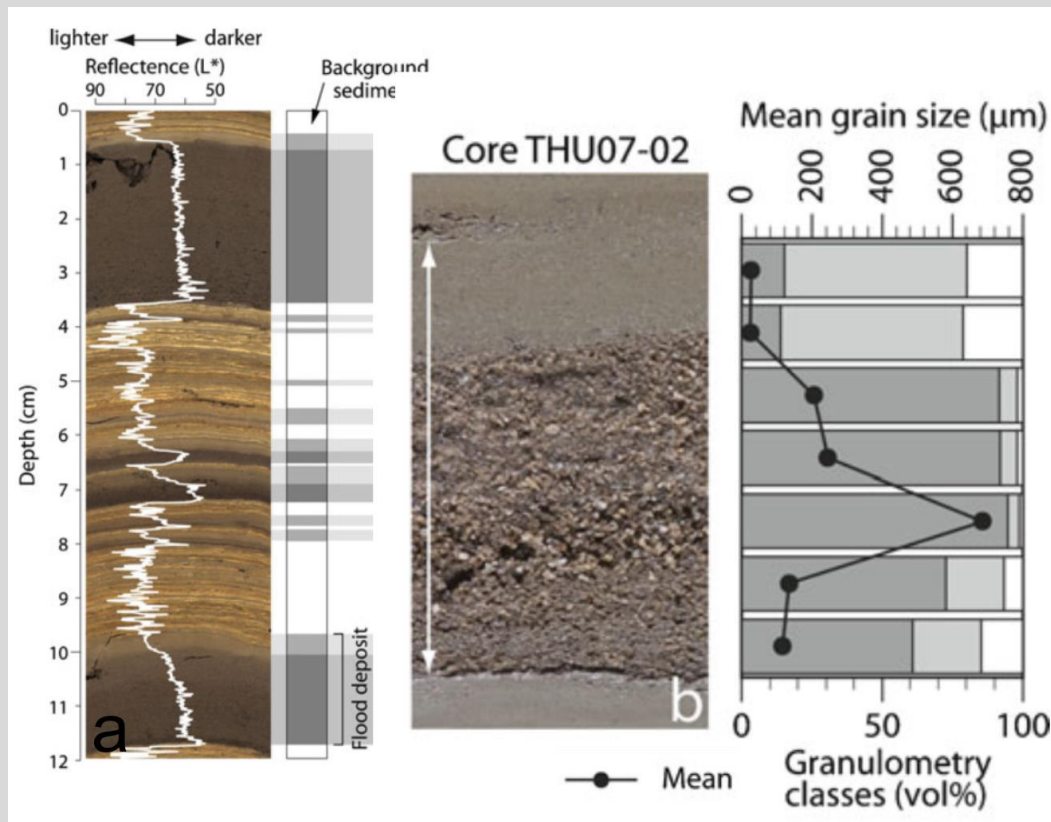 lighter darker
Reflectence (L*)
90 70 50
Background
sedime
0
1
2
3
4
5
6
7
8
9
10
11
12
Depth (cm)
Flood deposit
a
Core THU07-02
b
Mean grain size (µm)
0 200 400 600 800
0 50 100
Mean
Granulometry
classes (vol%)